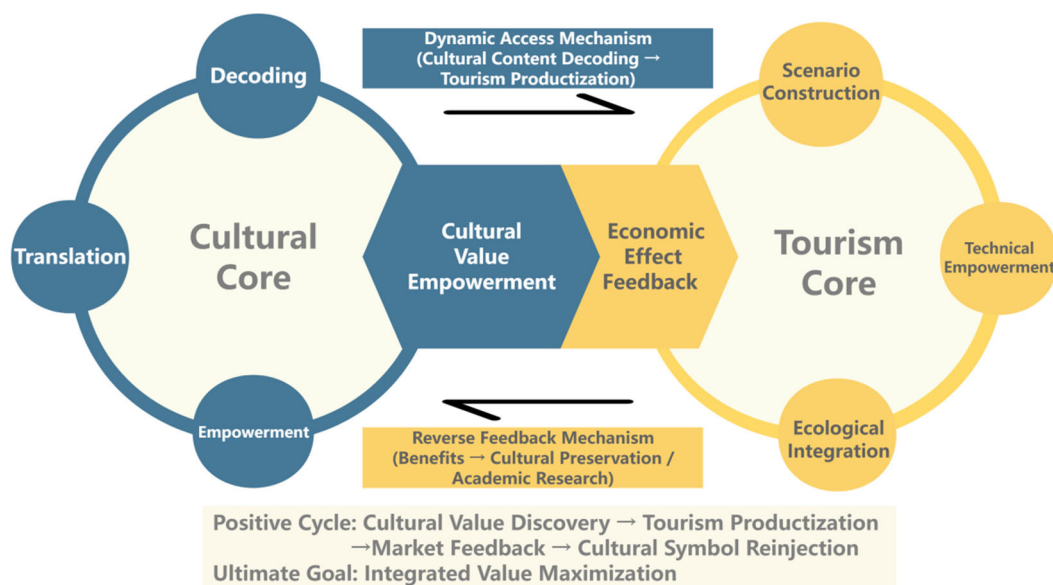 Dynamic Access Mechanism
(Cultural Content Decoding →
Tourism Productization)
Decoding
Translation
Empowerment
Cultural
Core
Cultural
Value
Empowerment
Economic
Effect
Feedback
Tourism
Core
Scenario
Construction
Technical
Empowerment
Ecological
Integration
Reverse Feedback Mechanism
(Benefits → Cultural Preservation /
Academic Research)
Positive Cycle: Cultural Value Discovery → Tourism Productization
→Market Feedback → Cultural Symbol Reinjection
Ultimate Goal: Integrated Value Maximization